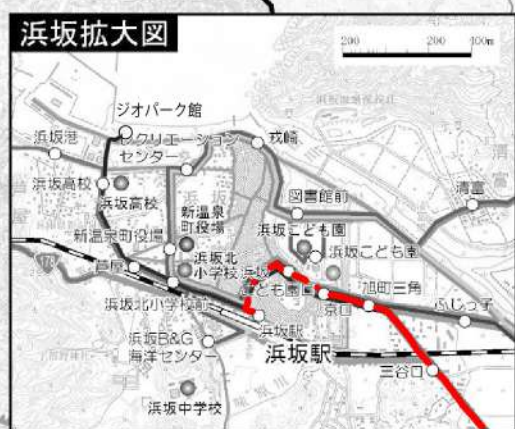 浜坂拡大図
200
200
400m
ジオパーク館
浜坂港
レクリエーション
センター
戎崎
浜坂高校
浜坂高校
図書館前
清富
新温泉
町役場
浜坂こども園
新温泉町役場
浜坂こども園
芦屋
浜坂北
小学校
浜坂
こども園口
旭町三角
ふじっ子
京口
178
浜坂北小学校前
浜坂駅
浜坂駅
浜坂B&G
海洋センター
三谷口
味原川
浜坂中学校